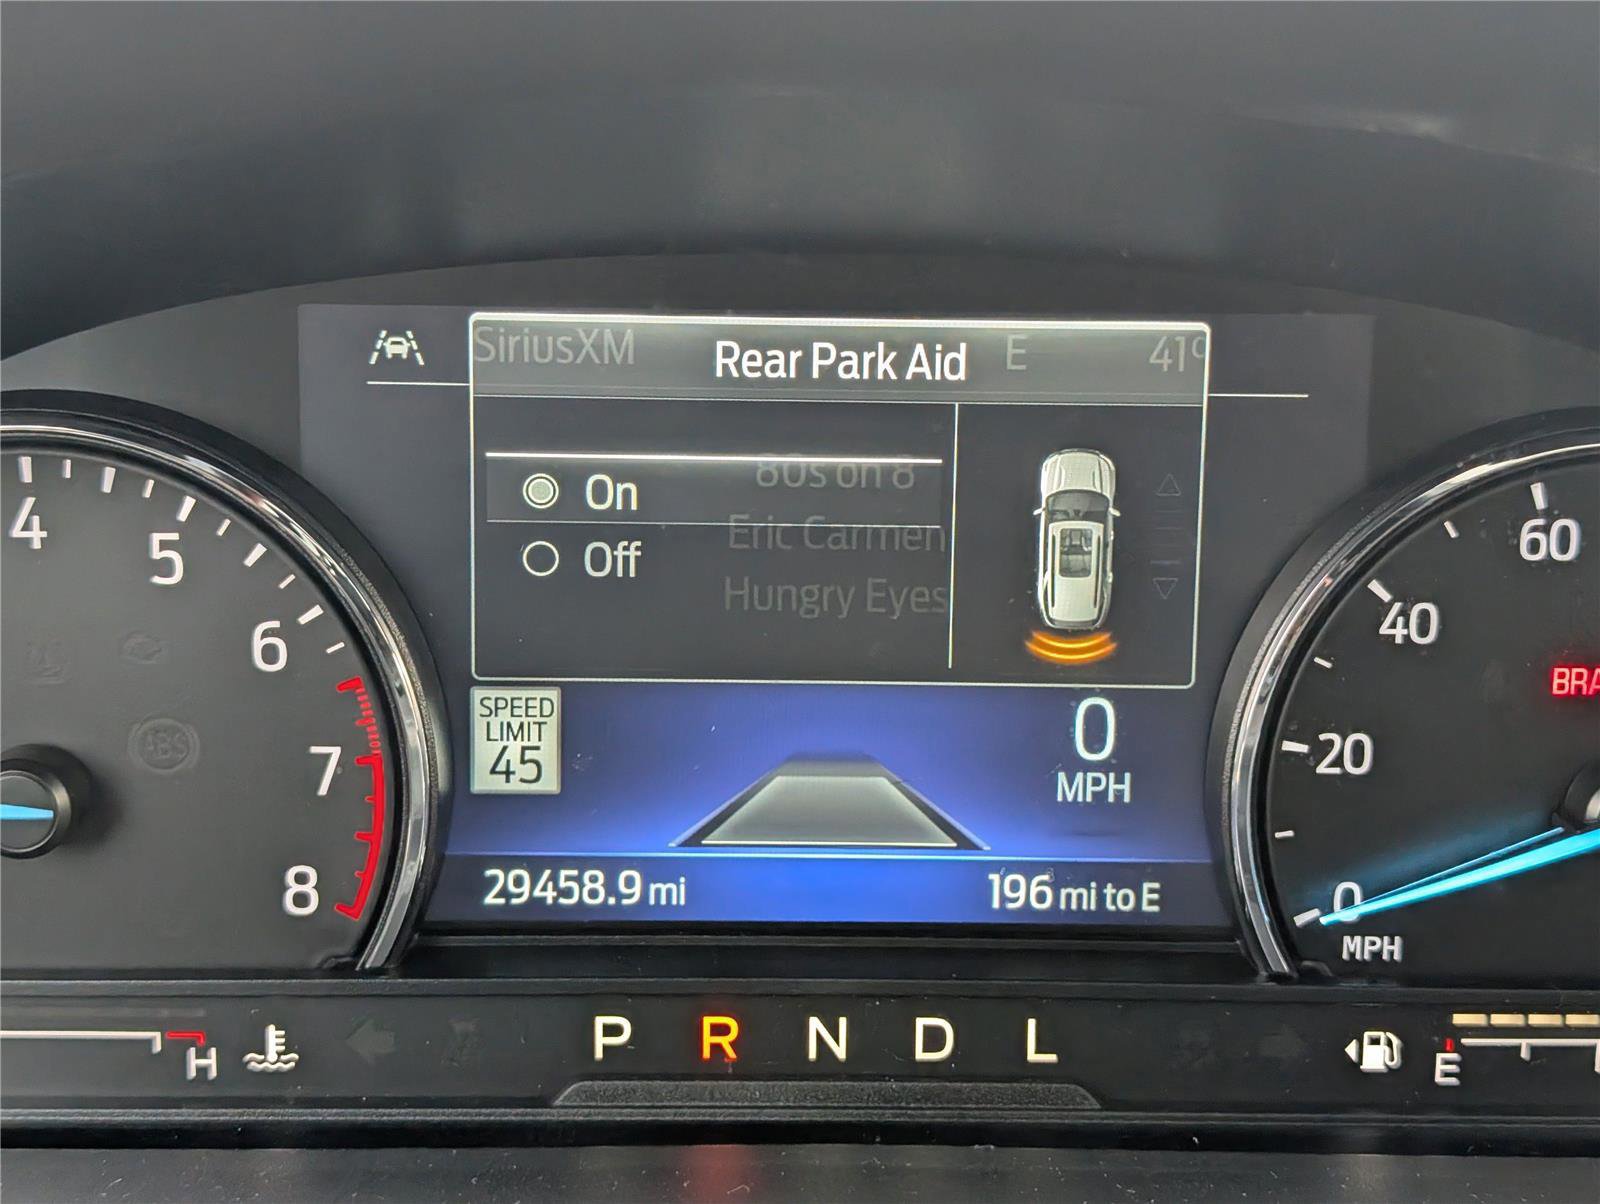 SiriusXM
Rear Park Aid
E
41°
80s on 8
On
Eric Carmen
Off
Hungry Eyes
SPEED
LIMIT
45
0
MPH
29458.9 mi
196 mi to E
4
5
6
7
8
ABS
60
40
20
0
MPH
BRA
H
P R N D L
E